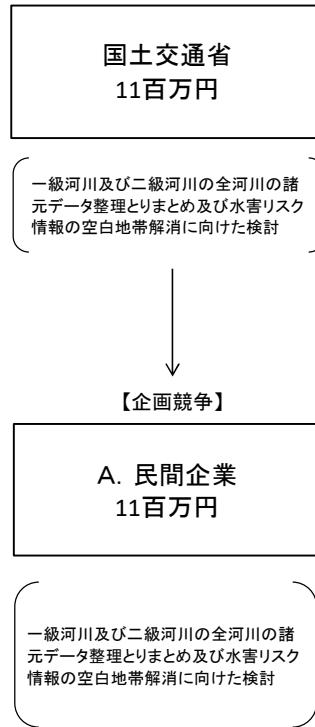 国土交通省
11百万円
一級河川及び二級河川の全河川の諸
元データ整理とりまとめ及び水害リスク
情報の空白地帯解消に向けた検討
【企画競争】
A. 民間企業
11百万円
一級河川及び二級河川の全河川の諸
元データ整理とりまとめ及び水害リスク
情報の空白地帯解消に向けた検討